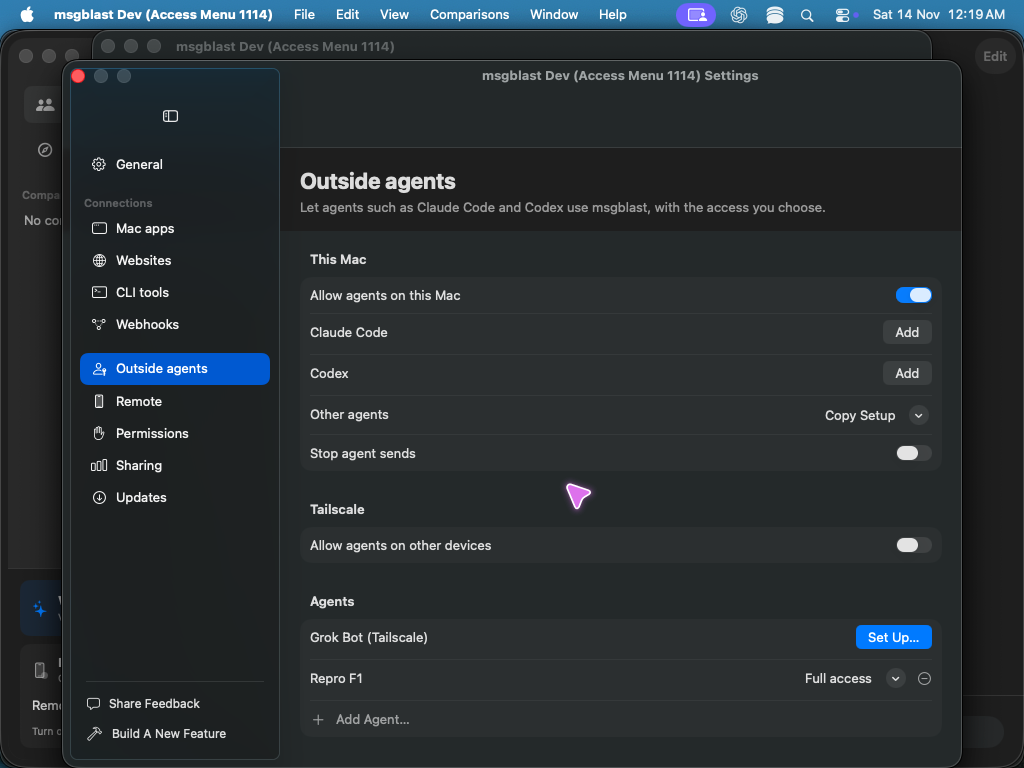 msgblast Dev (Access Menu 1114) File Edit View Comparisons Window Help Sat 14 Nov 12:19 AM
msgblast Dev (Access Menu 1114)
Edit
msgblast Dev (Access Menu 1114) Settings
General
Connections
Mac apps
Websites
CLI tools
Webhooks
Outside agents
Remote
Permissions
Sharing
Updates
Share Feedback
Build A New Feature
Outside agents
Let agents such as Claude Code and Codex use msgblast, with the access you choose.
This Mac
Allow agents on this Mac
Claude Code Add
Codex Add
Other agents Copy Setup
Stop agent sends
Tailscale
Allow agents on other devices
Agents
Grok Bot (Tailscale) Set Up...
Repro F1 Full access
Add Agent...
No
Turn